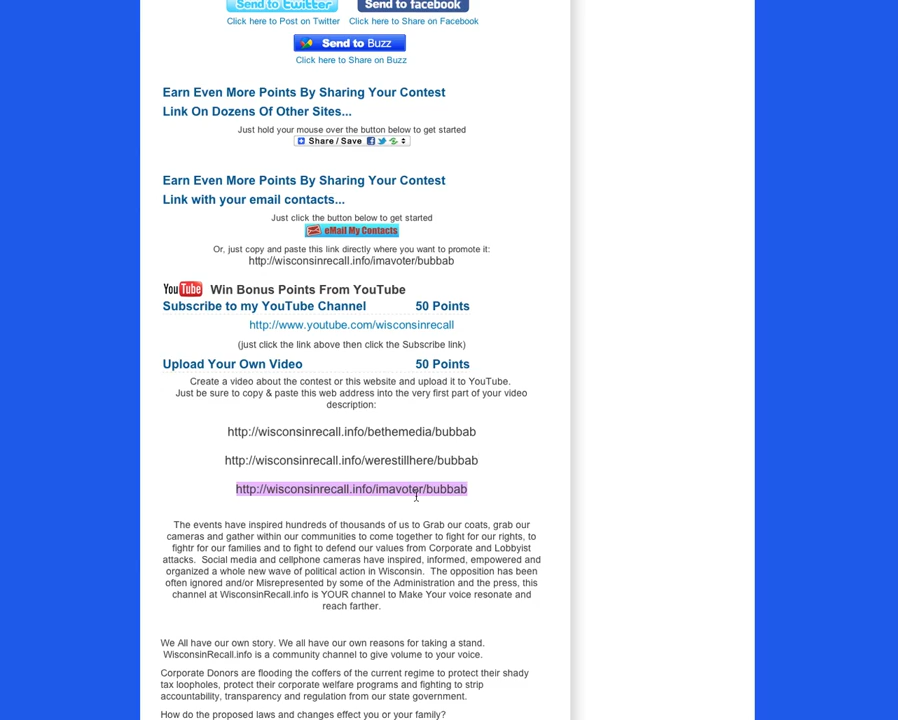 Send to twitter Send to facebook
Click here to Post on Twitter Click here to Share on Facebook
Send to Buzz
Click here to Share on Buzz
Earn Even More Points By Sharing Your Contest
Link On Dozens Of Other Sites...
Just hold your mouse over the button below to get started
Share / Save
Earn Even More Points By Sharing Your Contest
Link with your email contacts...
Just click the button below to get started
eMail My Contacts
Or, just copy and paste this link directly where you want to promote it:
http://wisconsinrecall.info/imavoter/bubbab
YouTube Win Bonus Points From YouTube
Subscribe to my YouTube Channel 50 Points
http://www.youtube.com/wisconsinrecall
(just click the link above then click the Subscribe link)
Upload Your Own Video 50 Points
Create a video about the contest or this website and upload it to YouTube.
Just be sure to copy & paste this web address into the very first part of your video
description:
http://wisconsinrecall.info/bethemedia/bubbab
http://wisconsinrecall.info/werestillhere/bubbab
http://wisconsinrecall.info/imavoter/bubbab
The events have inspired hundreds of thousands of us to Grab our coats, grab our
cameras and gather within our communities to come together to fight for our rights, to
fightr for our families and to fight to defend our values from Corporate and Lobbyist
attacks. Social media and cellphone cameras have inspired, informed, empowered and
organized a whole new wave of political action in Wisconsin. The opposition has been
often ignored and/or Misrepresented by some of the Administration and the press, this
channel at WisconsinRecall.info is YOUR channel to Make Your voice resonate and
reach farther.
We All have our own story. We all have our own reasons for taking a stand.
WisconsinRecall.info is a community channel to give volume to your voice.
Corporate Donors are flooding the coffers of the current regime to protect their shady
tax loopholes, protect their corporate welfare programs and fighting to strip
accountability, transparency and regulation from our state government.
How do the proposed laws and changes effect you or your family?